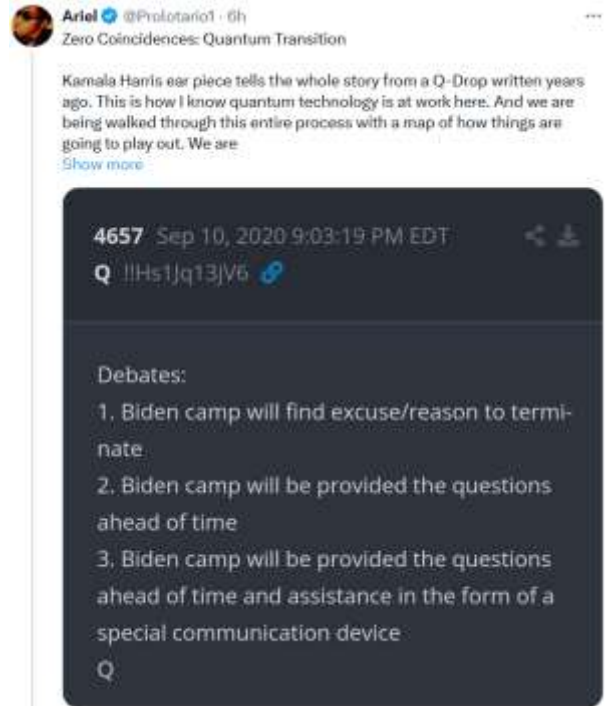 Ariel @Prolotario1 · 6h
Zero Coincidences: Quantum Transition
Kamala Harris ear piece tells the whole story from a Q-Drop written years
ago. This is how I know quantum technology is at work here. And we are
being walked through this entire process with a map of how things are
going to play out. We are
Show more
4657 Sep 10, 2020 9:03:19 PM EDT
Q !!Hs1Jq13jV6
Debates:
1. Biden camp will find excuse/reason to termi-
nate
2. Biden camp will be provided the questions
ahead of time
3. Biden camp will be provided the questions
ahead of time and assistance in the form of a
special communication device
Q